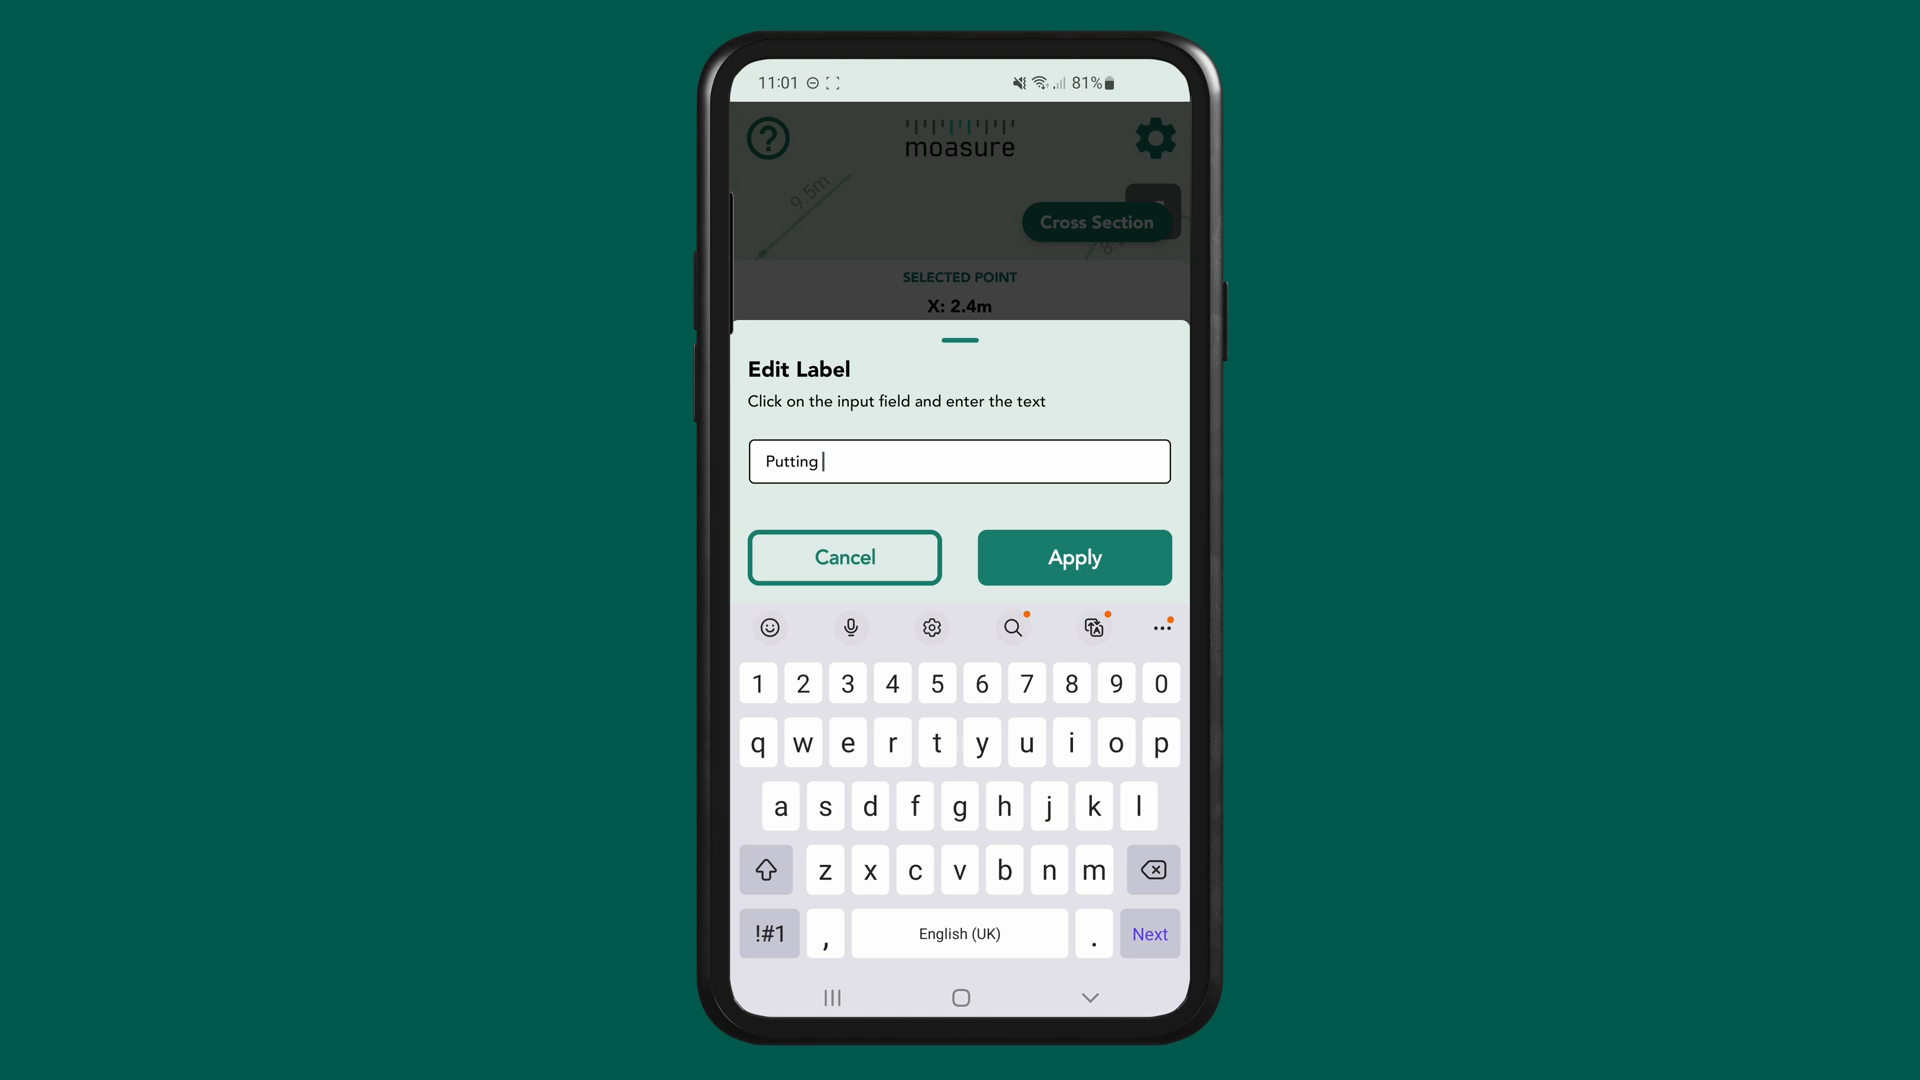 11:01
81%
moasure
9.5m
Cross Section
8.
SELECTED POINT
X: 2.4m
Edit Label
Click on the input field and enter the text
Putting
Cancel
Apply
1 2 3 4 5 6 7 8 9 0
q w e r t y u i o p
a s d f g h j k l
z x c v b n m
!#1 , English (UK) . Next